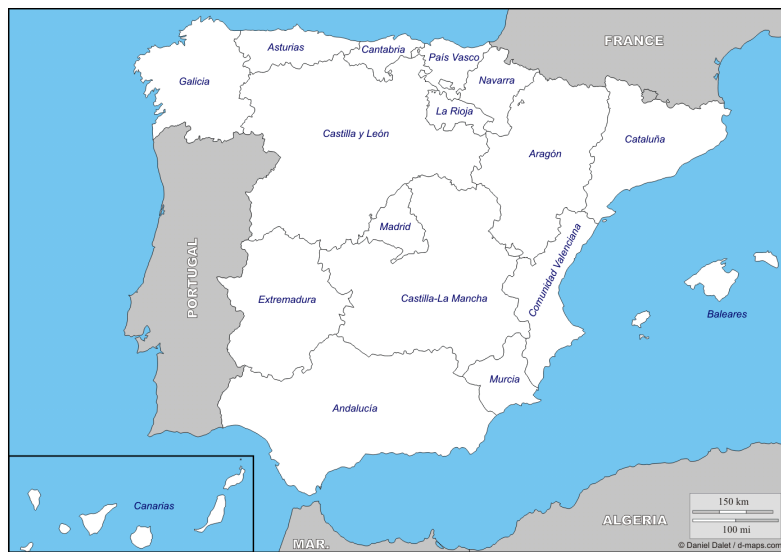 FRANCE
Asturias
Cantabria
País Vasco
Galicia
Navarra
La Rioja
Castilla y León
Aragón
Cataluña
Madrid
PORTUGAL
Comunidad Valenciana
Extremadura
Castilla-La Mancha
Baleares
Murcia
Andalucía
Canarias
150 km
100 mi
ALGERIA
MAR.
© Daniel Dalet / d-maps.com